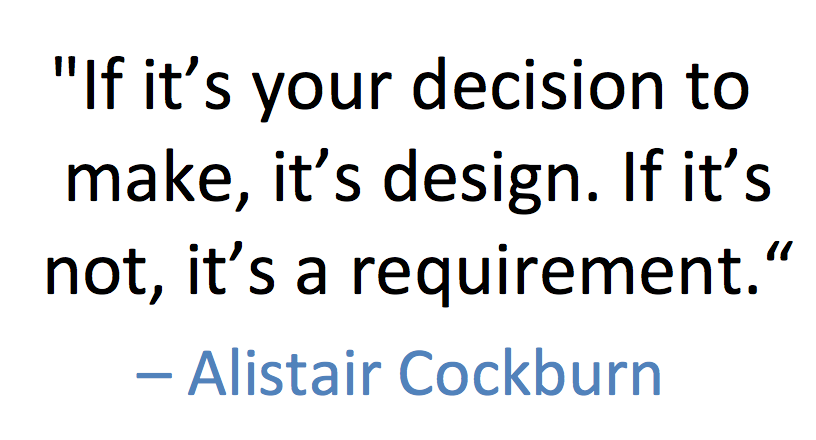 "If it’s your decision to
make, it’s design. If it’s
not, it’s a requirement.“
– Alistair Cockburn